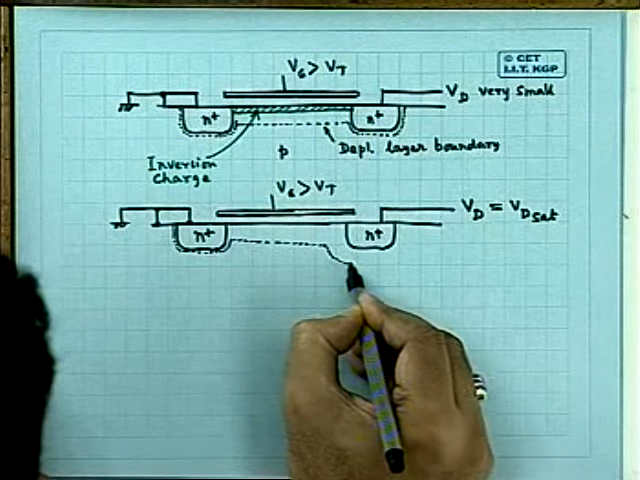 © CET
I.I.T. KGP
V_G > V_T
V_D very small
n+ n+
Inversion
Charge
p
Depl. layer boundary
V_G > V_T
V_D = V_Dsat
n+ n+